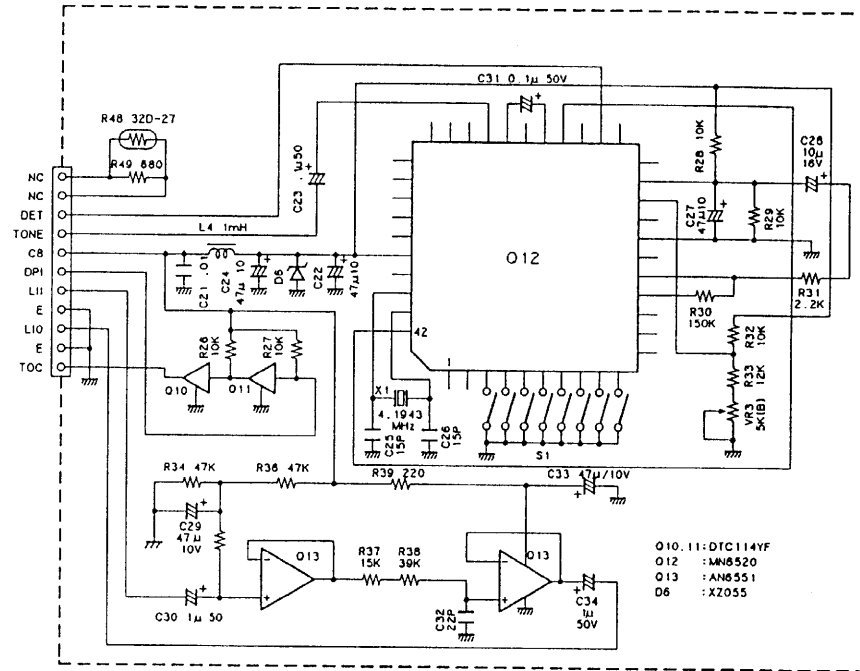 C31 0.1μ 50V
R48 32D-27
R49 680
C23 .1μ50
R28 10K
C28
10μ
16V
NC
NC
DET
TONE
C8
DPI
L11
E
L10
E
TOC
L4 1mH
C21 .01
C24
47μ 10
D6
C22
47μ10
Q12
C27
47μ10
R29
10K
R31
2.2K
R30
150K
R32
10K
R33
12K
VR3
5K(B)
42
1
R26
10K
R27
10K
Q10
Q11
X1
4.1943
MHz
C25
15P
C26
15P
S1
R34 47K
R36 47K
R39 220
C33 47μ/10V
C29
47μ
10V
Q13
R37
15K
R38
39K
Q13
C30 1μ 50
C32
22P
C34
1μ
50V
Q10,11:DTC114YF
Q12 :MN6520
Q13 :AN6551
D6 :XZ055